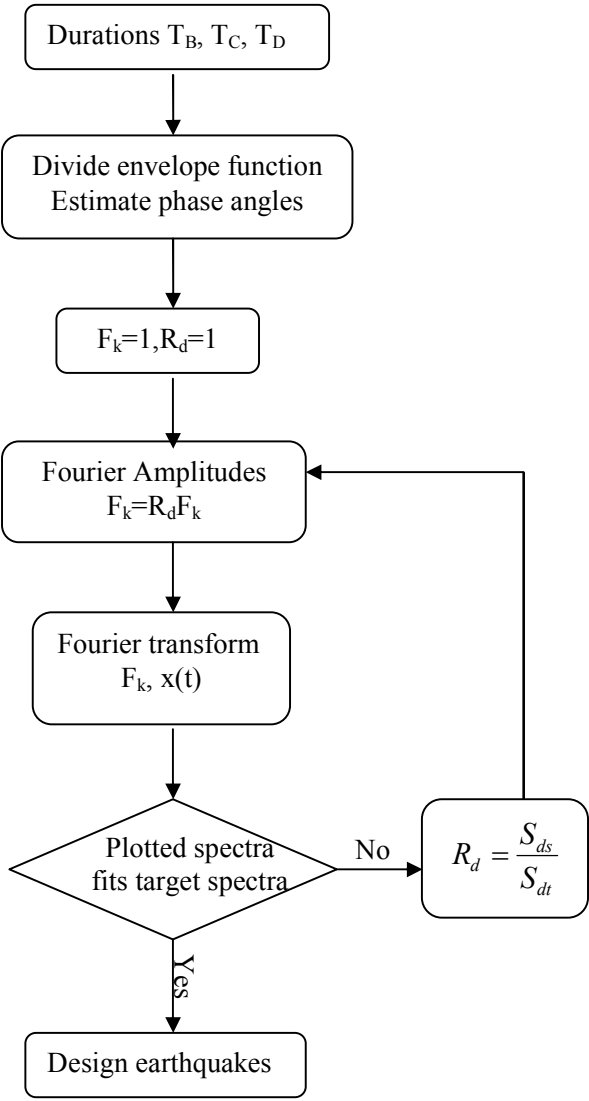 Durations T_B, T_C, T_D
Divide envelope function
Estimate phase angles
F_k=1,R_d=1
Fourier Amplitudes
F_k=R_dF_k
Fourier transform
F_k, x(t)
Plotted spectra
fits target spectra
No
R_d = S_ds / S_dt
Yes
Design earthquakes